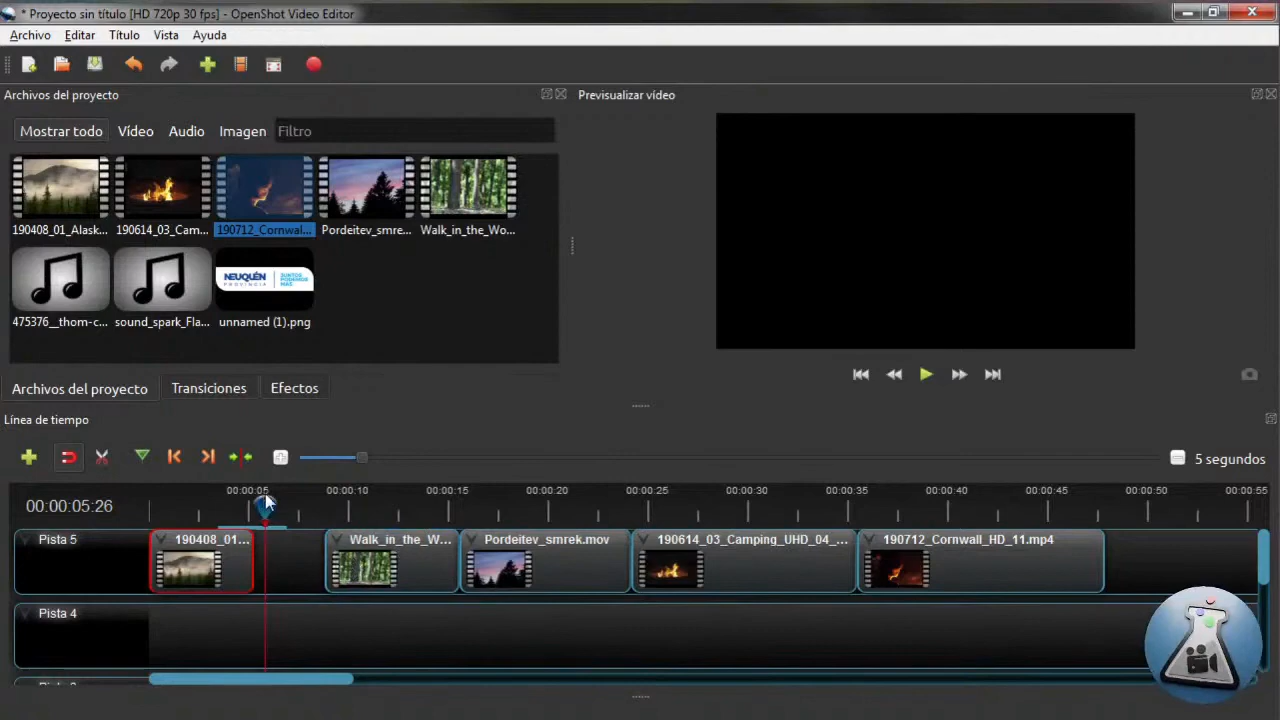 * Proyecto sin título [HD 720p 30 fps] - OpenShot Video Editor
Archivo Editar Título Vista Ayuda
Archivos del proyecto
Previsualizar vídeo
Mostrar todo Vídeo Audio Imagen Filtro
190408_01_Alask... 190614_03_Cam... 190712_Cornwal... Pordeitev_smre... Walk_in_the_Wo...
NEUQUÉN PROVINCIA JUNTOS PODEMOS MÁS
475376__thom-c... sound_spark_Fla... unnamed (1).png
Archivos del proyecto Transiciones Efectos
Línea de tiempo
5 segundos
00:00:05 00:00:10 00:00:15 00:00:20 00:00:25 00:00:30 00:00:35 00:00:40 00:00:45 00:00:50 00:00:55
00:00:05:26
Pista 5 190408_01... Walk_in_the_W... Pordeitev_smrek.mov 190614_03_Camping_UHD_04_... 190712_Cornwall_HD_11.mp4
Pista 4